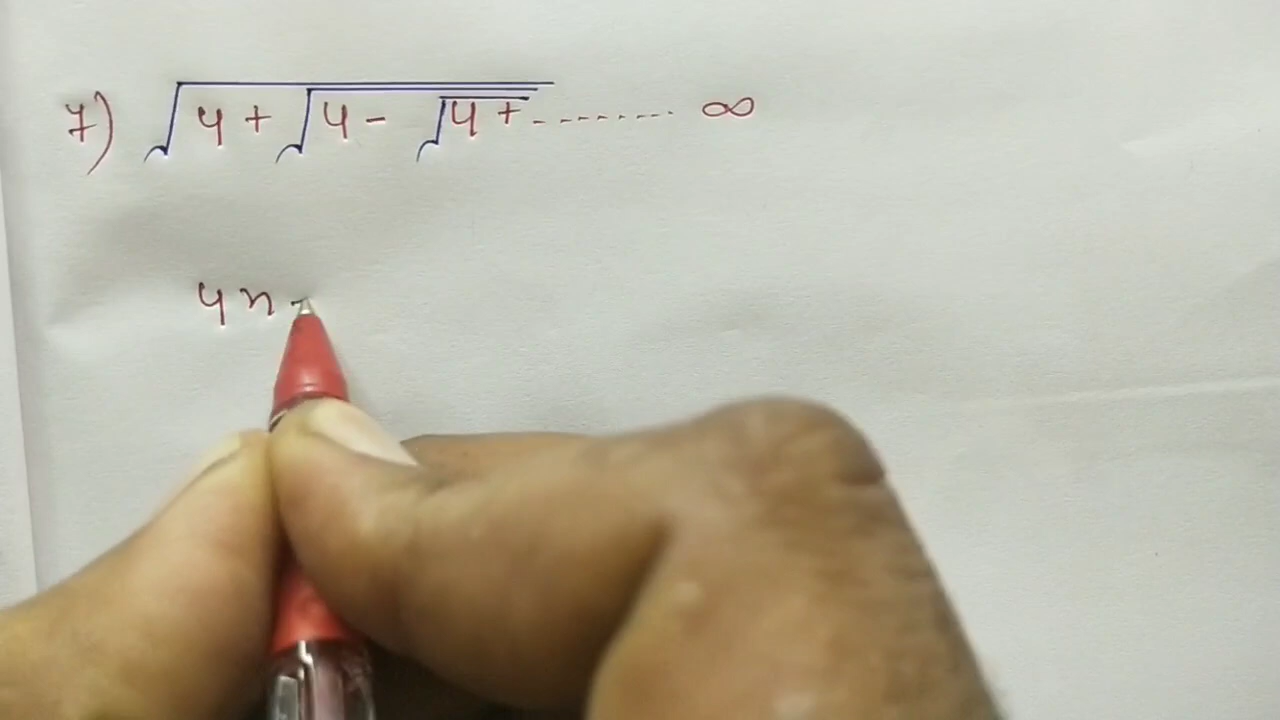 7) √4 + √4 - √4 + -------- ∞
4n -